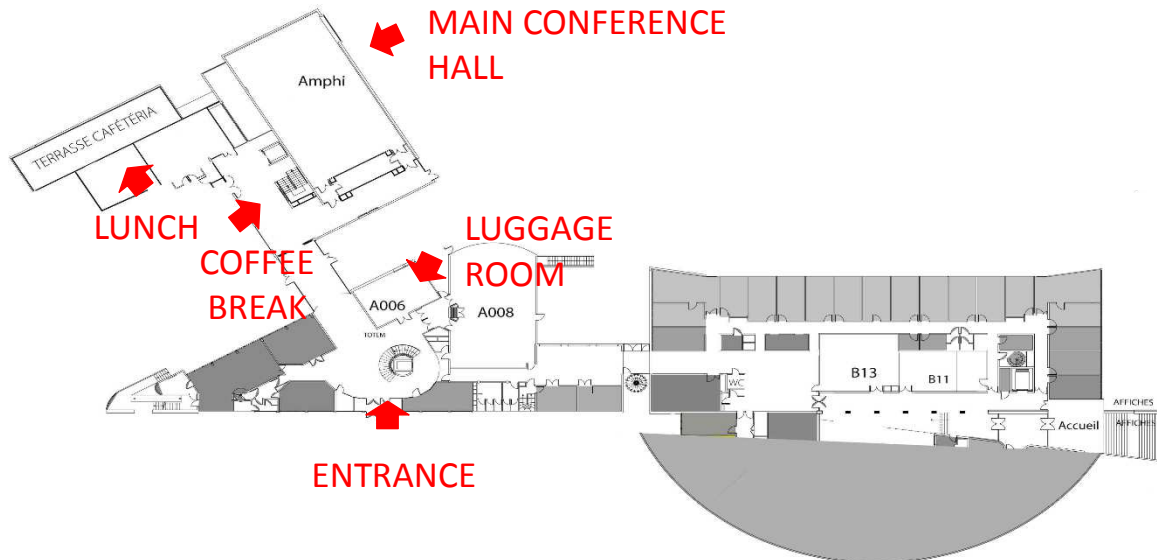 MAIN CONFERENCE
HALL
Amphi
TERRASSE CAFÉTÉRIA
LUNCH
COFFEE
BREAK
LUGGAGE
ROOM
A006
A008
TOTEM
B13
B11
WC
AFFICHES
AFFICHES
Accueil
ENTRANCE